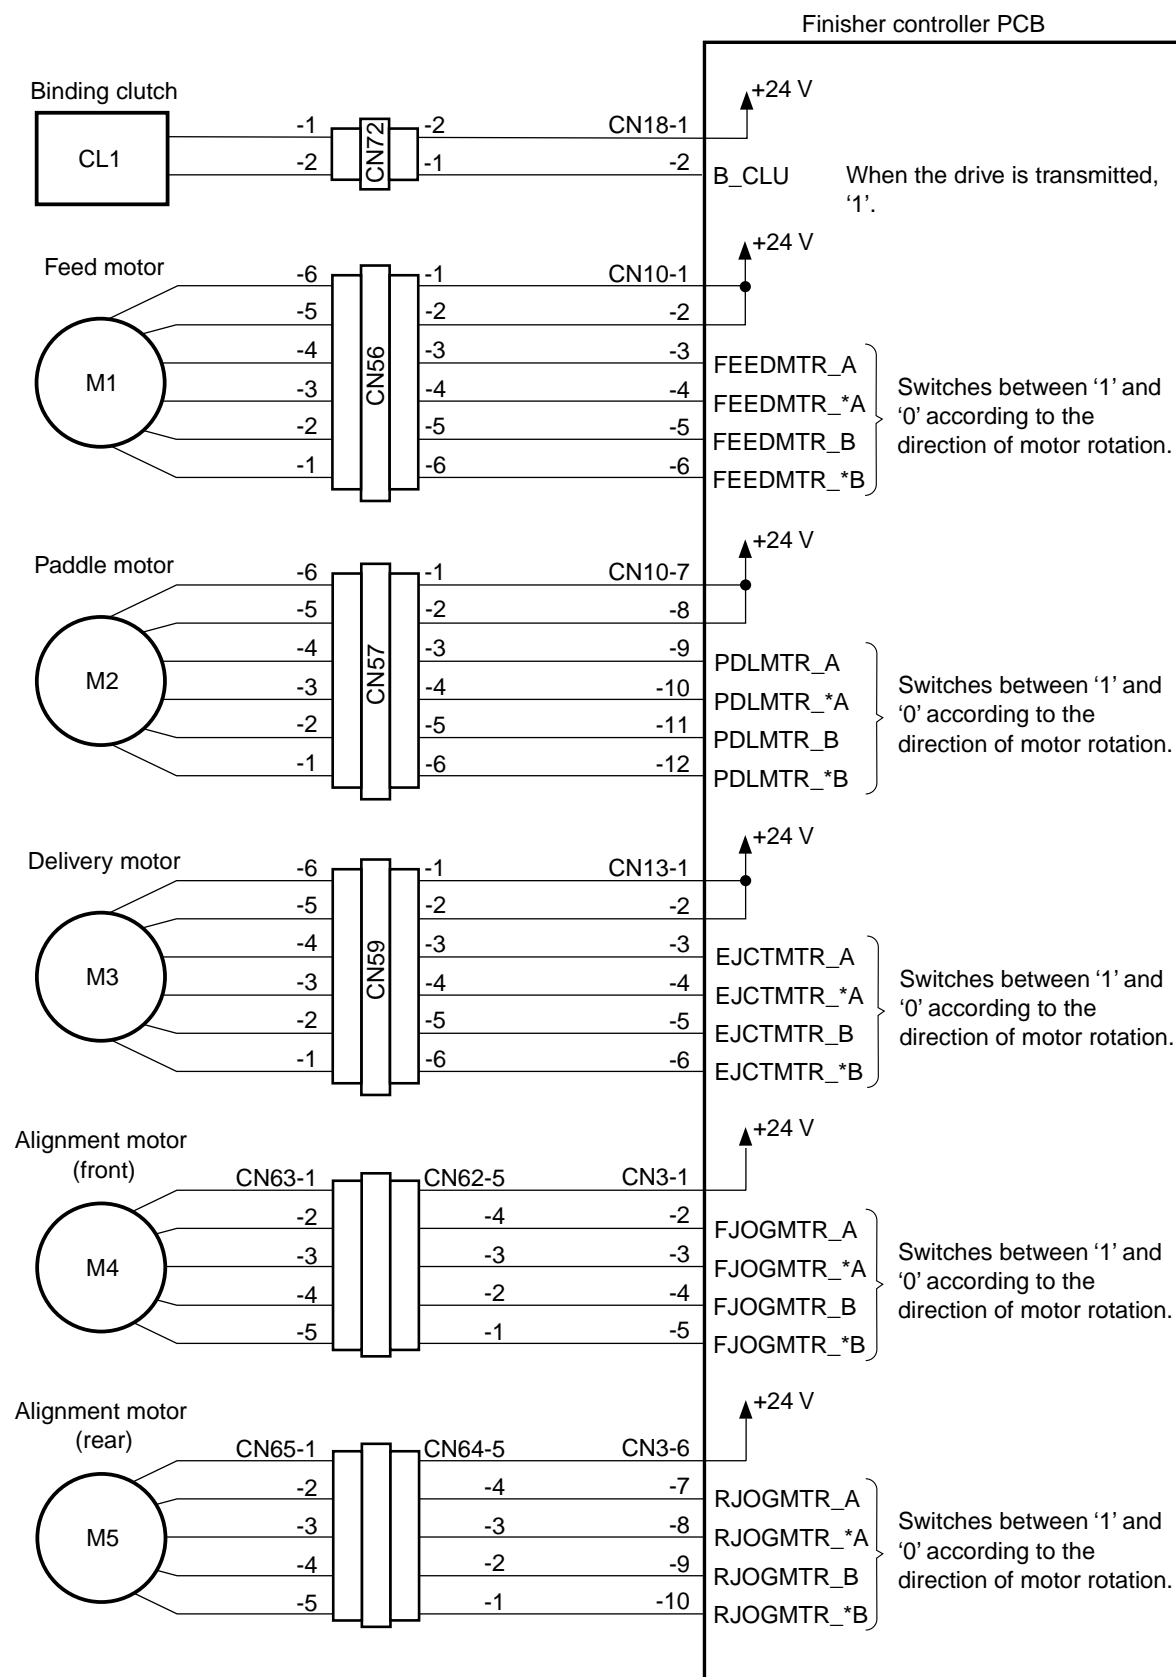 Finisher controller PCB
Binding clutch
CL1
-1
-2
CN72
-2
-1
CN18-1
-2
+24 V
B_CLU
When the drive is transmitted,
‘1’.
Feed motor
M1
-6
-5
-4
-3
-2
-1
CN56
-1
-2
-3
-4
-5
-6
CN10-1
-2
-3
-4
-5
-6
+24 V
FEEDMTR_A
FEEDMTR_*A
FEEDMTR_B
FEEDMTR_*B
Switches between ‘1’ and
‘0’ according to the
direction of motor rotation.
Paddle motor
M2
-6
-5
-4
-3
-2
-1
CN57
-1
-2
-3
-4
-5
-6
CN10-7
-8
-9
-10
-11
-12
+24 V
PDLMTR_A
PDLMTR_*A
PDLMTR_B
PDLMTR_*B
Switches between ‘1’ and
‘0’ according to the
direction of motor rotation.
Delivery motor
M3
-6
-5
-4
-3
-2
-1
CN59
-1
-2
-3
-4
-5
-6
CN13-1
-2
-3
-4
-5
-6
+24 V
EJCTMTR_A
EJCTMTR_*A
EJCTMTR_B
EJCTMTR_*B
Switches between ‘1’ and
‘0’ according to the
direction of motor rotation.
Alignment motor
(front)
M4
CN63-1
-2
-3
-4
-5
CN62-5
-4
-3
-2
-1
CN3-1
-2
-3
-4
-5
+24 V
FJOGMTR_A
FJOGMTR_*A
FJOGMTR_B
FJOGMTR_*B
Switches between ‘1’ and
‘0’ according to the
direction of motor rotation.
Alignment motor
(rear)
M5
CN65-1
-2
-3
-4
-5
CN64-5
-4
-3
-2
-1
CN3-6
-7
-8
-9
-10
+24 V
RJOGMTR_A
RJOGMTR_*A
RJOGMTR_B
RJOGMTR_*B
Switches between ‘1’ and
‘0’ according to the
direction of motor rotation.